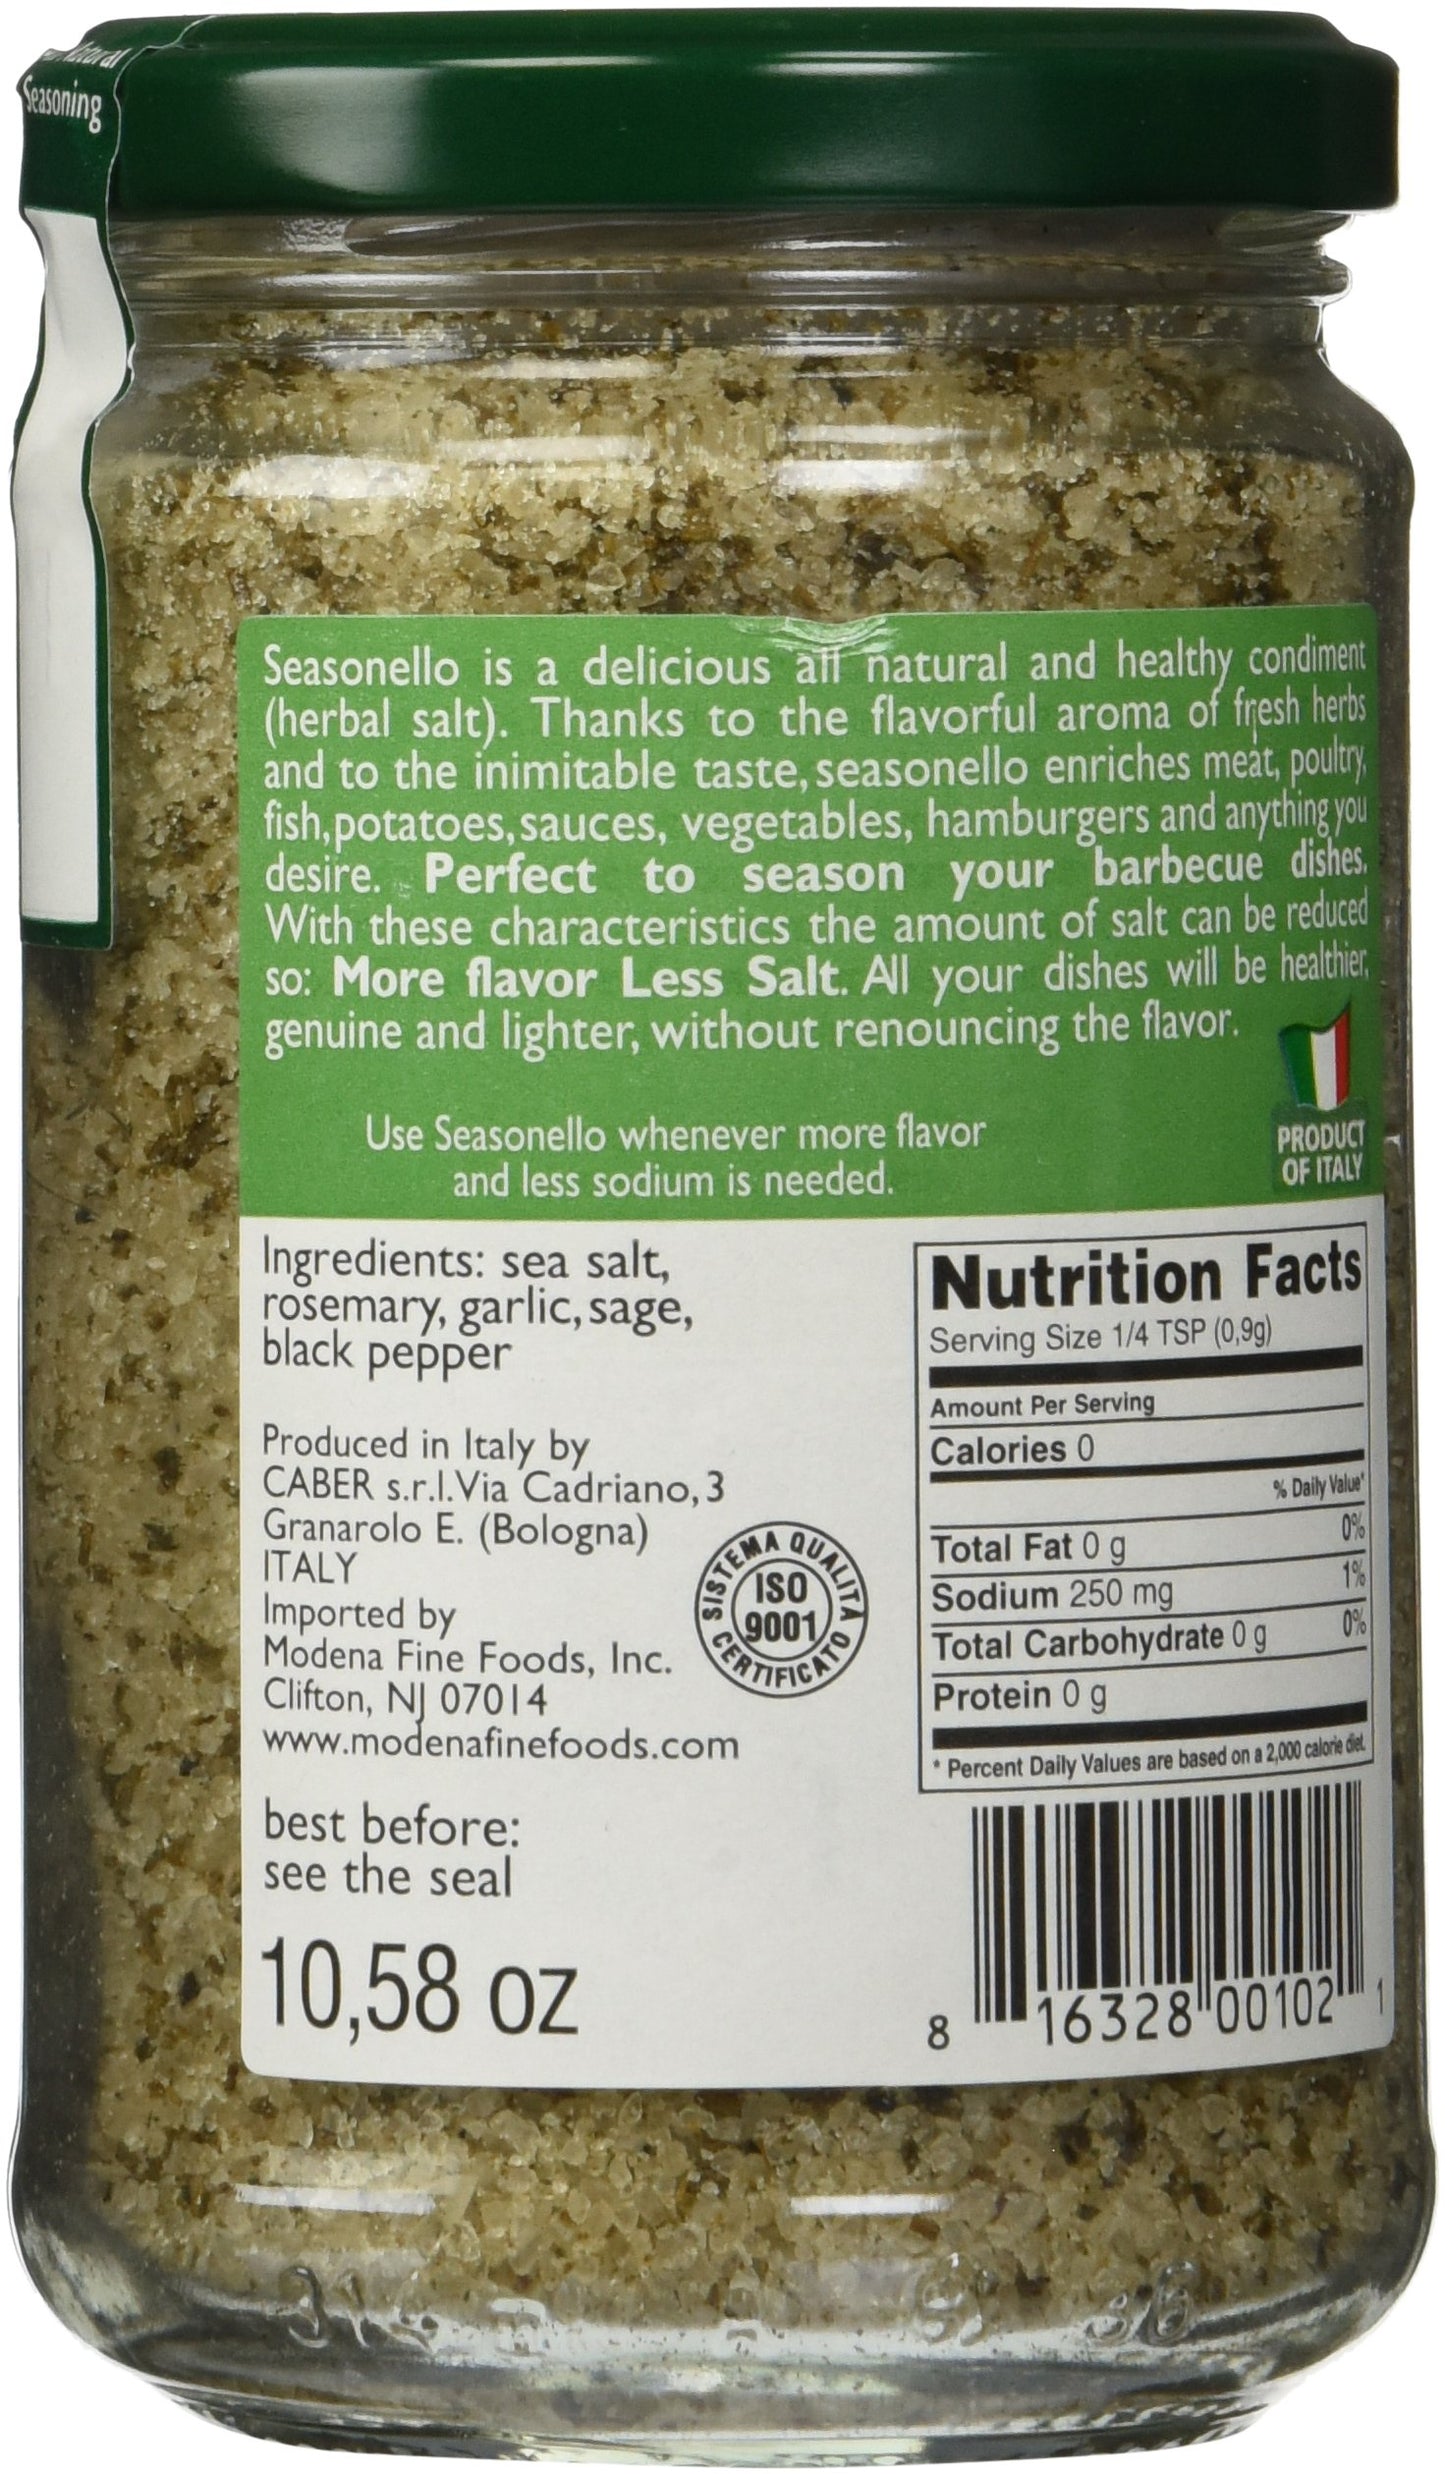 Seasoning
Seasonello is a delicious all natural and healthy condiment
(herbal salt). Thanks to the flavorful aroma of fresh herbs
and to the inimitable taste, seasonello enriches meat, poultry,
fish, potatoes, sauces, vegetables, hamburgers and anything you
desire. Perfect to season your barbecue dishes.
With these characteristics the amount of salt can be reduced
so: More flavor Less Salt. All your dishes will be healthier,
genuine and lighter, without renouncing the flavor.
Use Seasonello whenever more flavor
and less sodium is needed.
PRODUCT
OF ITALY
Ingredients: sea salt,
rosemary, garlic, sage,
black pepper
Produced in Italy by
CABER s.r.l. Via Cadriano, 3
Granarolo E. (Bologna)
ITALY
Imported by
Modena Fine Foods, Inc.
Clifton, NJ 07014
www.modenafinefoods.com
SISTEMA QUALITÀ
ISO
9001
CERTIFICATO
best before:
see the seal
10,58 oz
Nutrition Facts
Serving Size 1/4 TSP (0,9g)
Amount Per Serving
Calories 0
% Daily Value*
Total Fat 0 g 0%
Sodium 250 mg 1%
Total Carbohydrate 0 g 0%
Protein 0 g
* Percent Daily Values are based on a 2,000 calorie diet.
8 16328 00102 1